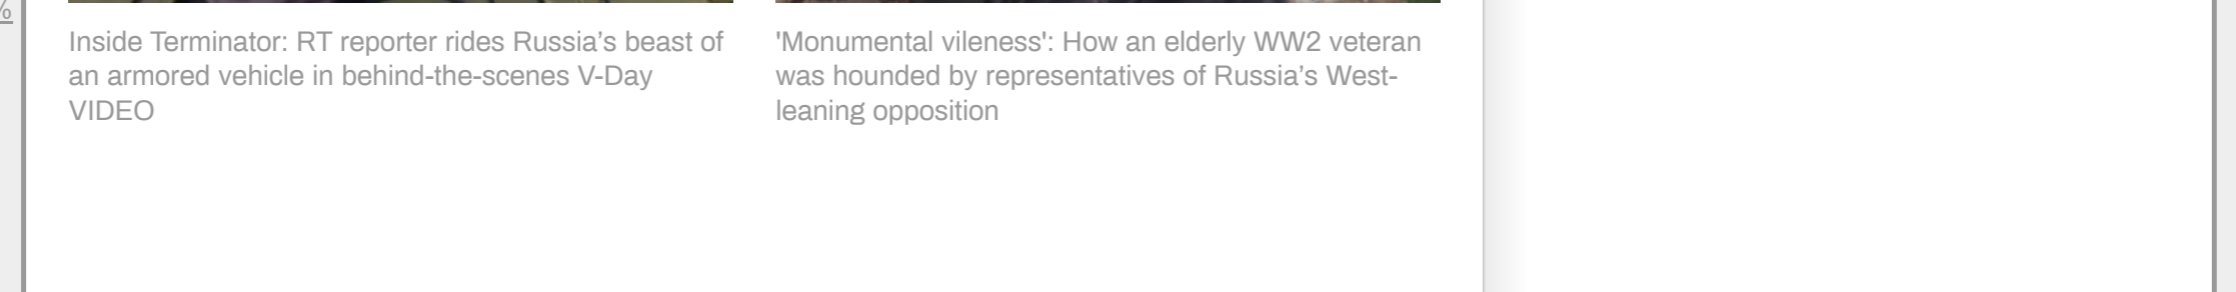 %
Inside Terminator: RT reporter rides Russia’s beast of
an armored vehicle in behind-the-scenes V-Day
VIDEO
'Monumental vileness': How an elderly WW2 veteran
was hounded by representatives of Russia’s West-
leaning opposition